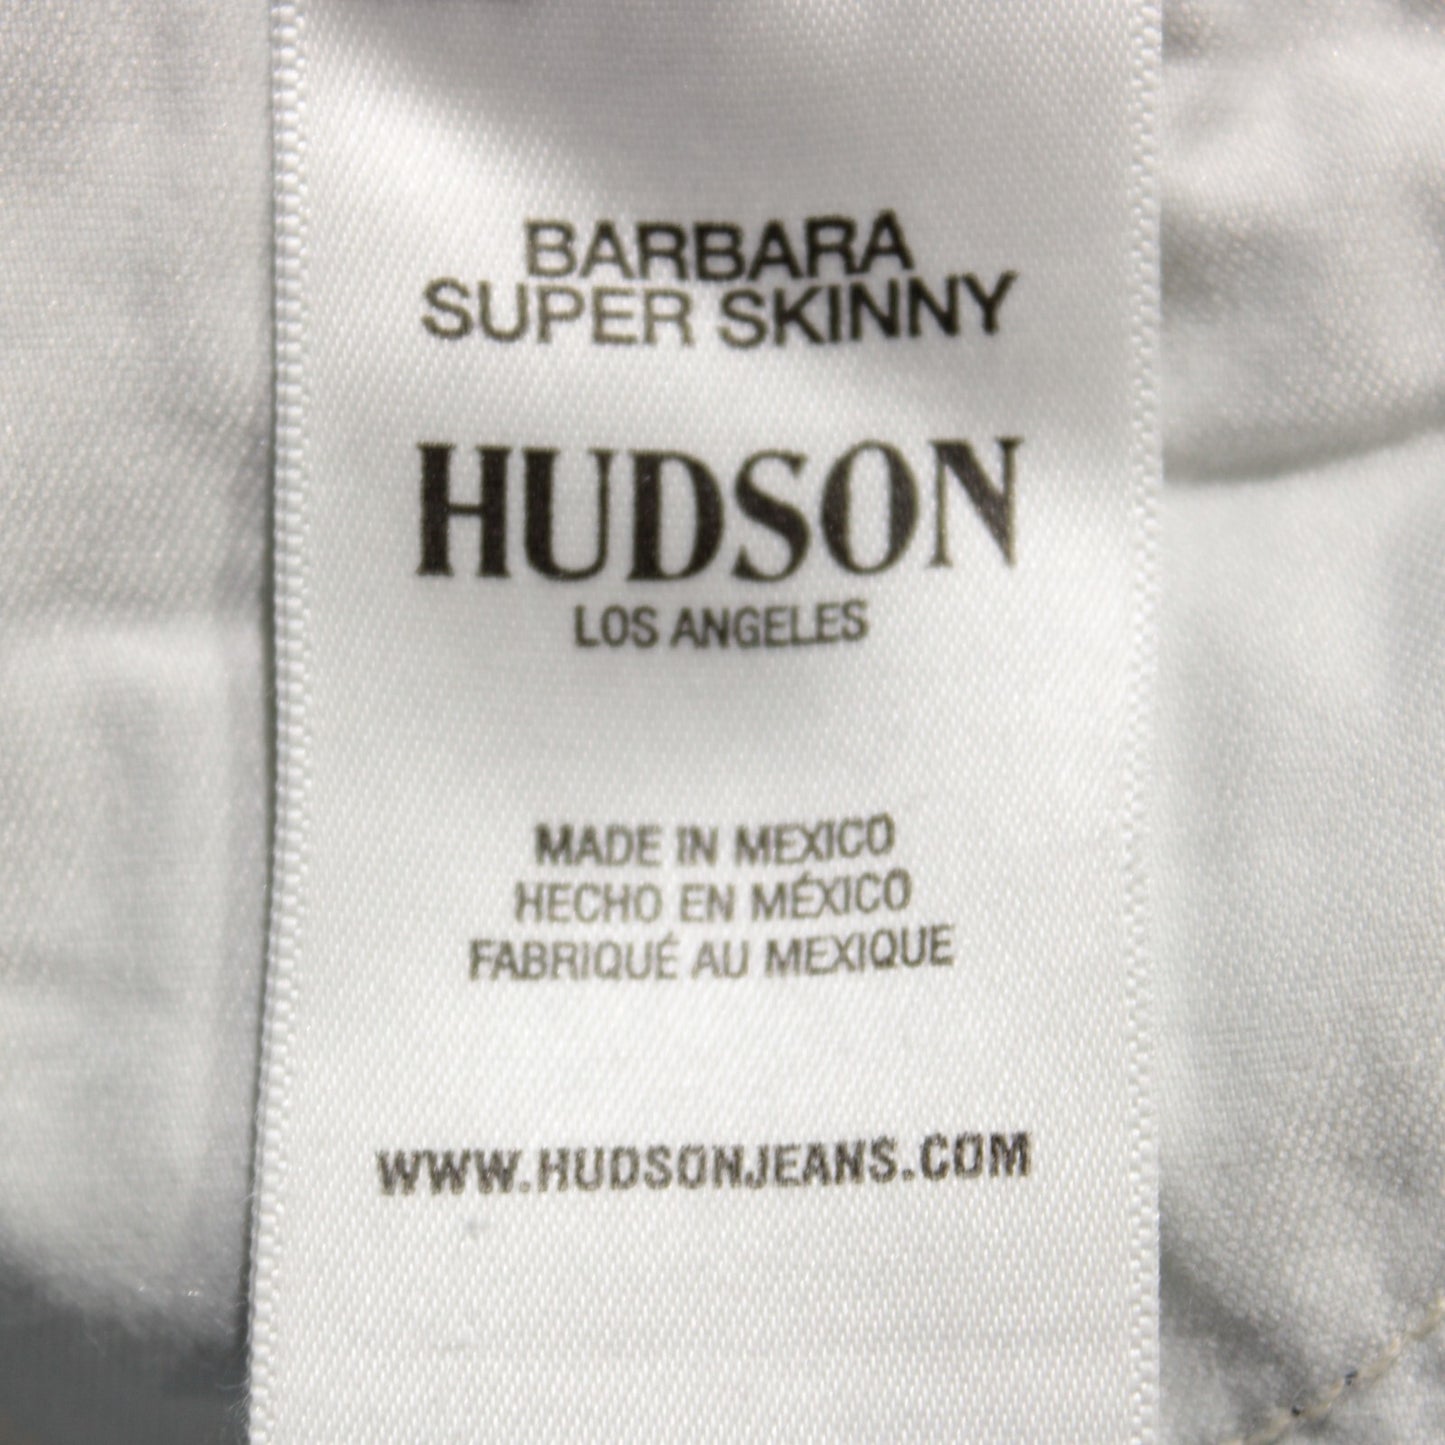 BARBARA
SUPER SKINNY
HUDSON
LOS ANGELES
MADE IN MEXICO
HECHO EN MÉXICO
FABRIQUÉ AU MEXIQUE
WWW.HUDSONJEANS.COM